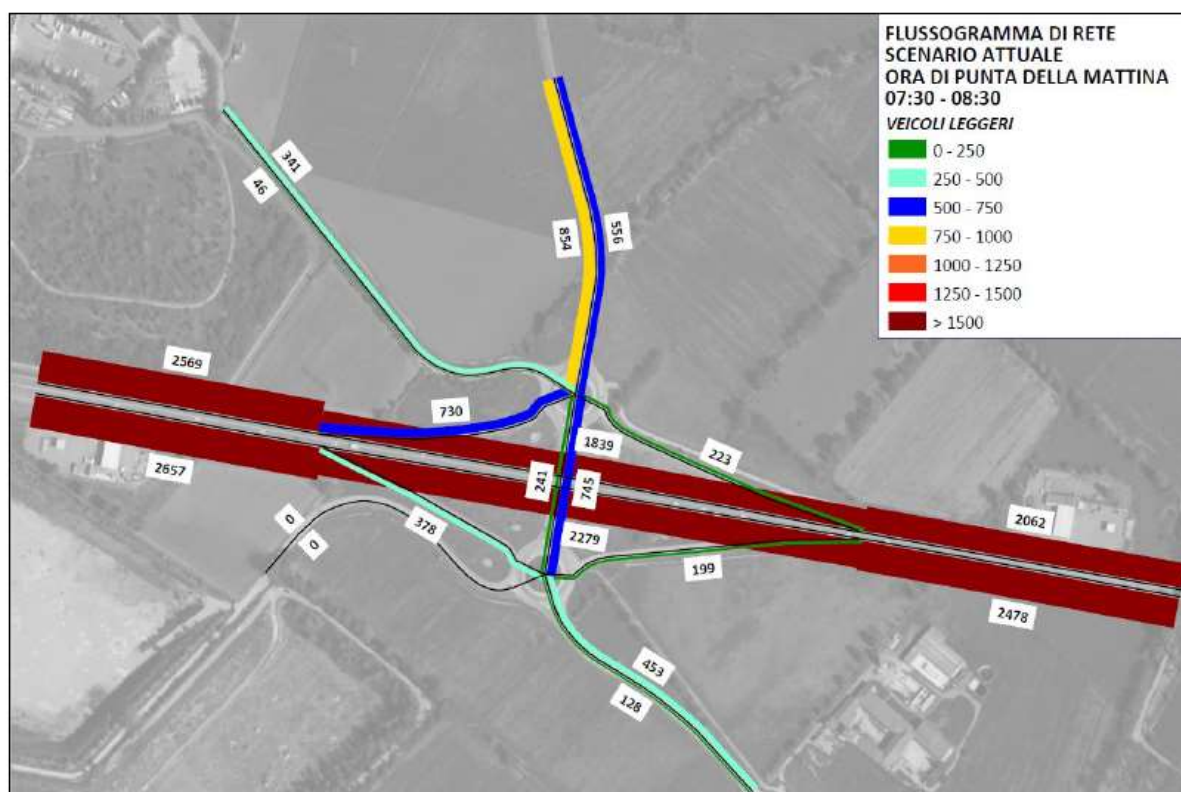 FLUSSOGRAMMA DI RETE
SCENARIO ATTUALE
ORA DI PUNTA DELLA MATTINA
07:30 - 08:30
VEICOLI LEGGERI
0 - 250
250 - 500
500 - 750
750 - 1000
1000 - 1250
1250 - 1500
> 1500
341
46
854
556
2569
730
2657
1839
223
241
745
378
0
0
2279
199
2062
2478
453
128